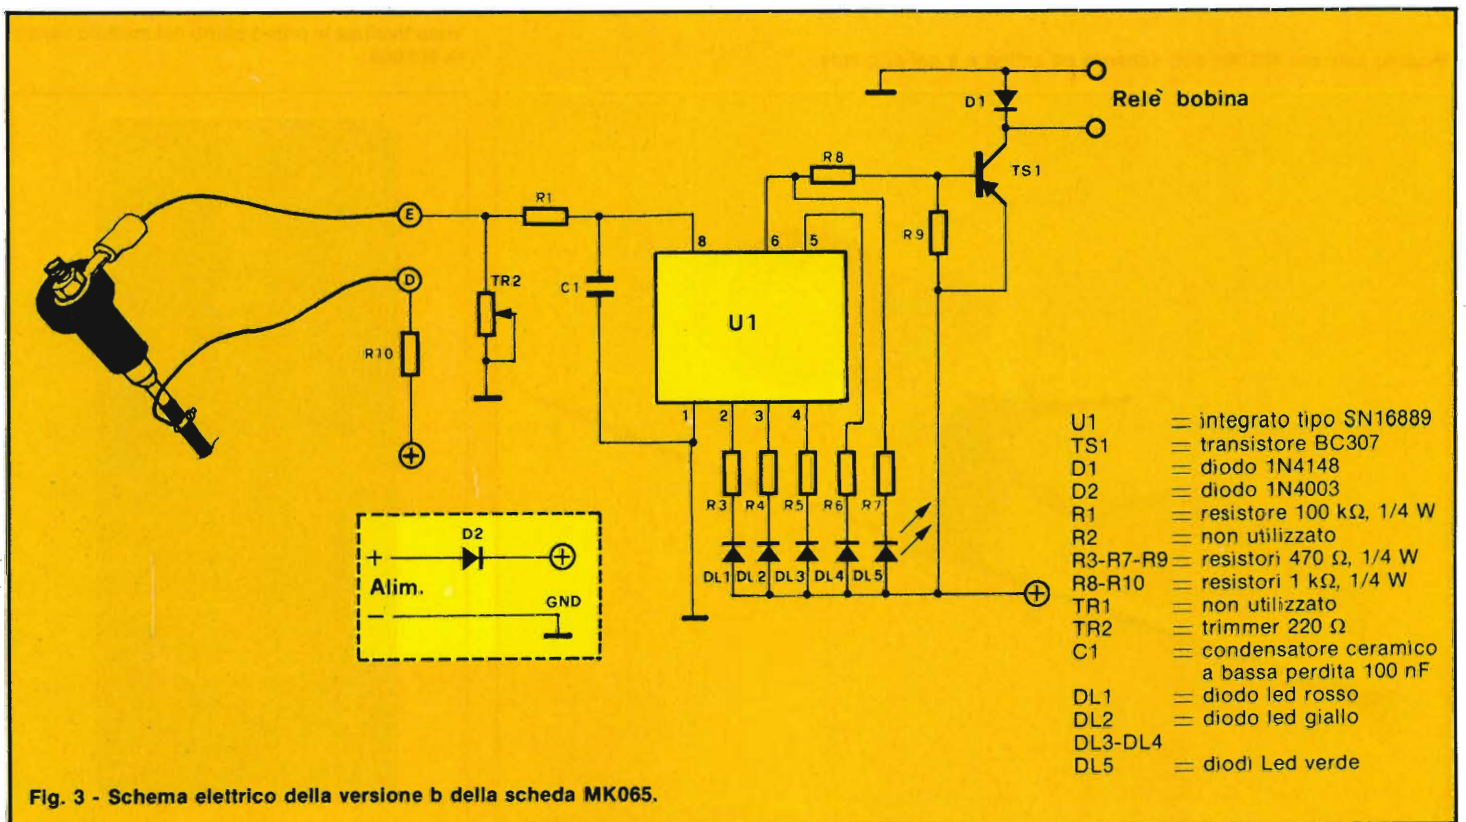 D1
Relè bobina
R8
TS1
R1
E
8
6
5
R9
D
TR2
C1
U1
R10
1
2
3
4
R3
R4
R5
R6
R7
DL1
DL2
DL3
DL4
DL5
D2
+
+
Alim.
−
GND
+
+
U1 = integrato tipo SN16889
TS1 = transistore BC307
D1 = diodo 1N4148
D2 = diodo 1N4003
R1 = resistore 100 kΩ, 1/4 W
R2 = non utilizzato
R3-R7-R9 = resistori 470 Ω, 1/4 W
R8-R10 = resistori 1 kΩ, 1/4 W
TR1 = non utilizzato
TR2 = trimmer 220 Ω
C1 = condensatore ceramico
a bassa perdita 100 nF
DL1 = diodo led rosso
DL2 = diodo led giallo
DL3-DL4
DL5 = diodi Led verde
Fig. 3 - Schema elettrico della versione b della scheda MK065.